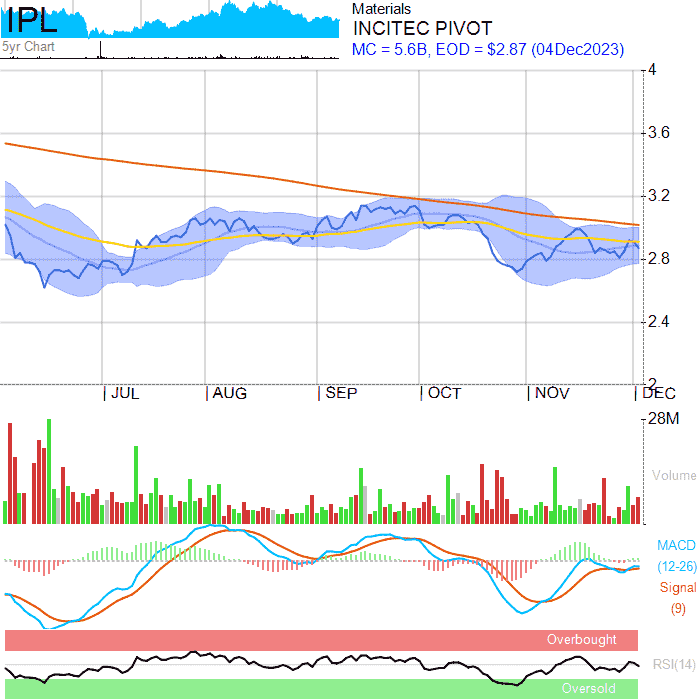 IPL
5yr Chart
Materials
INCITEC PIVOT
MC = 5.6B, EOD = $2.87 (04Dec2023)
4
3.6
3.2
2.8
2.4
2
JUL AUG SEP OCT NOV DEC
28M
Volume
MACD
(12-26)
Signal
(9)
Overbought
RSI(14)
Oversold